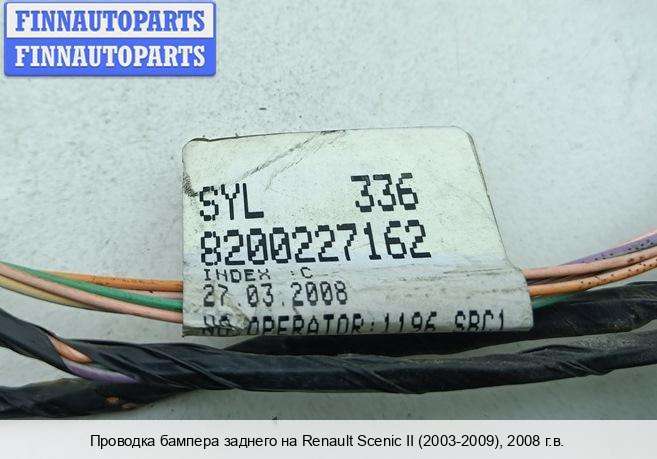 FINNAUTOPARTS
FINNAUTOPARTS
SYL 336
8200227162
INDEX :C
27.03.2008
OPERATOR:1196 SBC1
Проводка бампера заднего на Renault Scenic II (2003-2009), 2008 г.в.